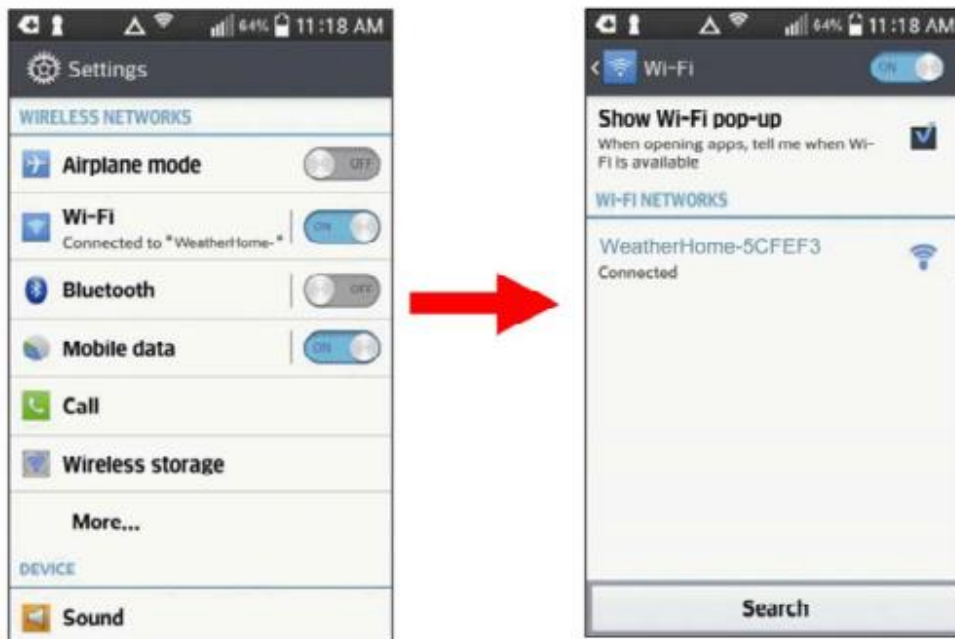 64% 11:18 AM
Settings
WIRELESS NETWORKS
Airplane mode OFF
Wi-Fi
Connected to "WeatherHome-" ON
Bluetooth OFF
Mobile data ON
Call
Wireless storage
More...
DEVICE
Sound
64% 11:18 AM
Wi-Fi ON
Show Wi-Fi pop-up
When opening apps, tell me when Wi-
Fi is available
WI-FI NETWORKS
WeatherHome-5CFEF3
Connected
Search